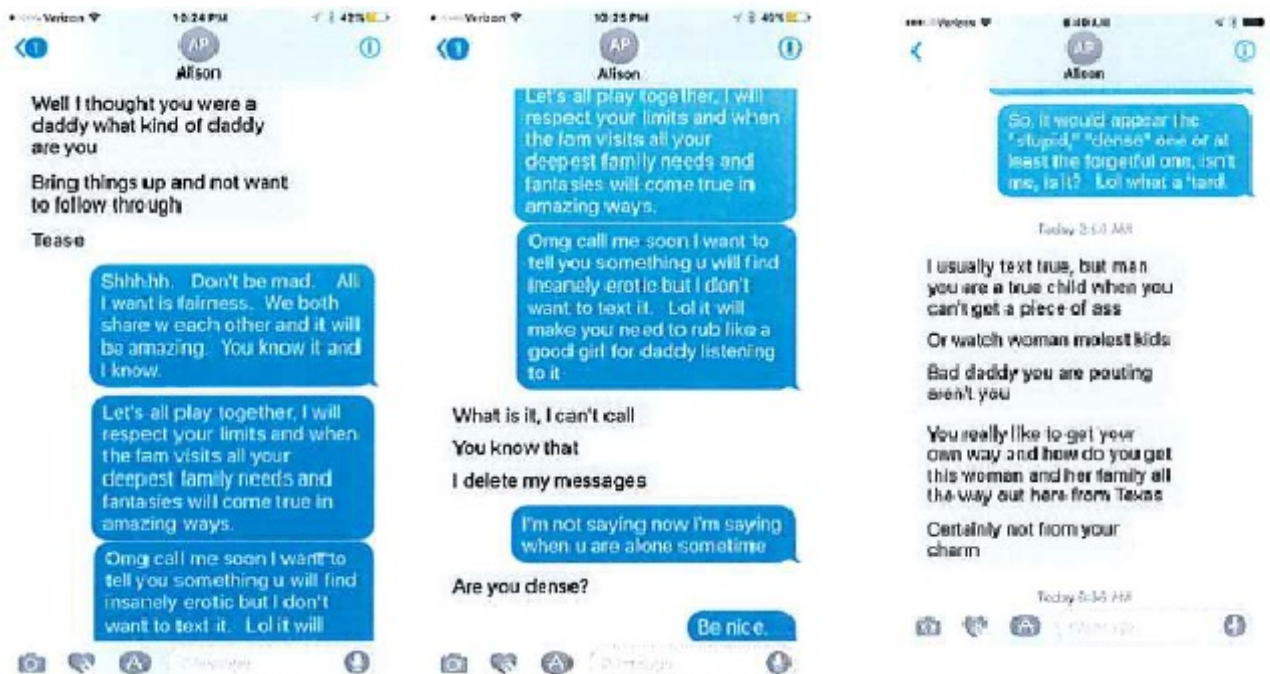 Verizon 10:24 PM 42%
AP
Alison
Well I thought you were a
daddy what kind of daddy
are you
Bring things up and not want
to follow through
Tease
Shhhhh. Don't be mad. All
I want is fairness. We both
share w each other and it will
be amazing. You know it and
I know.
Let's all play together, I will
respect your limits and when
the fam visits all your
deepest family needs and
fantasies will come true in
amazing ways.
Omg call me soon I want to
tell you something u will find
insanely erotic but I don't
want to text it. Lol it will
Verizon 10:25 PM
AP
Alison
Let's all play together, I will
respect your limits and when
the fam visits all your
deepest family needs and
fantasies will come true in
amazing ways.
Omg call me soon I want to
tell you something u will find
insanely erotic but I don't
want to text it. Lol it will
make you need to rub like a
good girl for daddy listening
to it
What is it, I can't call
You know that
I delete my messages
I'm not saying now I'm saying
when u are alone sometime
Are you dense?
Be nice.
Verizon
AP
Alison
So, it would appear the
"stupid," "dense" one or at
least the forgetful one, isn't
me, is it? Lol what a 'tard.
Today AM
I usually text true, but man
you are a true child when you
can't get a piece of ass
Or watch woman molest kids
Bad daddy you are pouting
aren't you
You really like to get your
own way and how do you get
this woman and her family all
the way out here from Texas
Certainly not from your
charm
Today AM